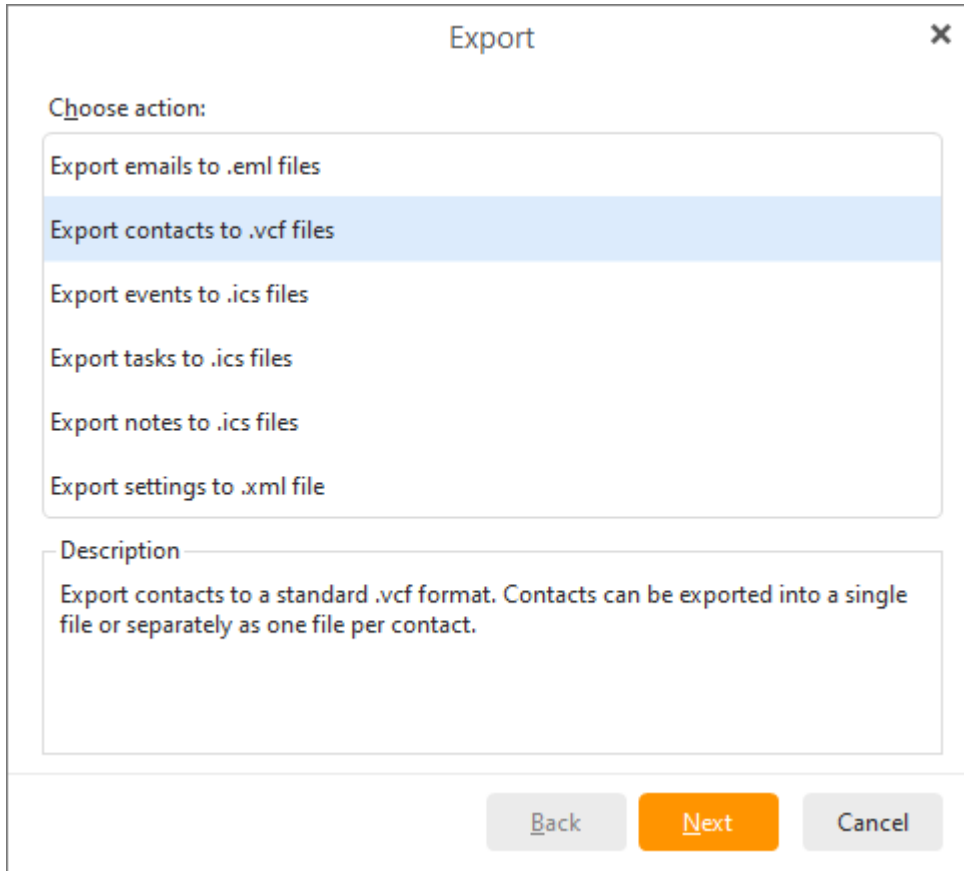 Export
Choose action:
Export emails to .eml files
Export contacts to .vcf files
Export events to .ics files
Export tasks to .ics files
Export notes to .ics files
Export settings to .xml file
Description
Export contacts to a standard .vcf format. Contacts can be exported into a single
file or separately as one file per contact.
Back Next Cancel